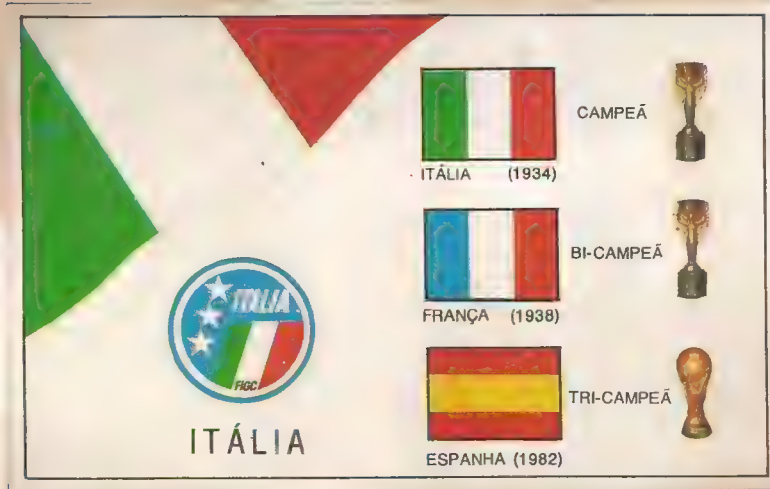 CAMPEÃ
ITÁLIA (1934)
BI-CAMPEÃ
FRANÇA (1938)
TRI-CAMPEÃ
ESPANHA (1982)
ITALIA
FIGC
ITÁLIA